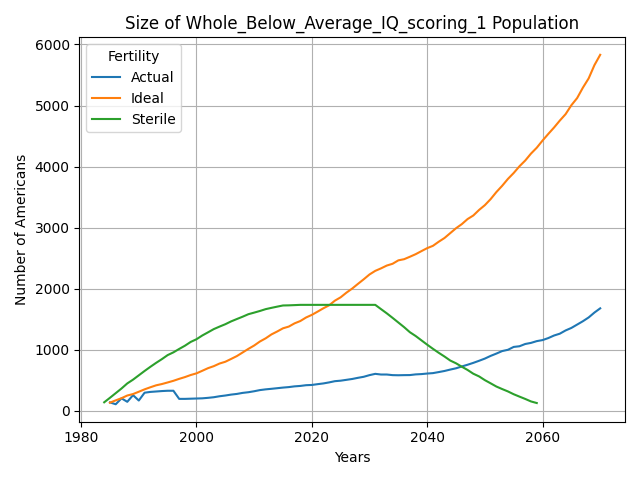 Size of Whole_Below_Average_IQ_scoring_1 Population
Fertility
Actual
Ideal
Sterile
6000
5000
4000
3000
2000
1000
0
Number of Americans
1980
2000
2020
2040
2060
Years